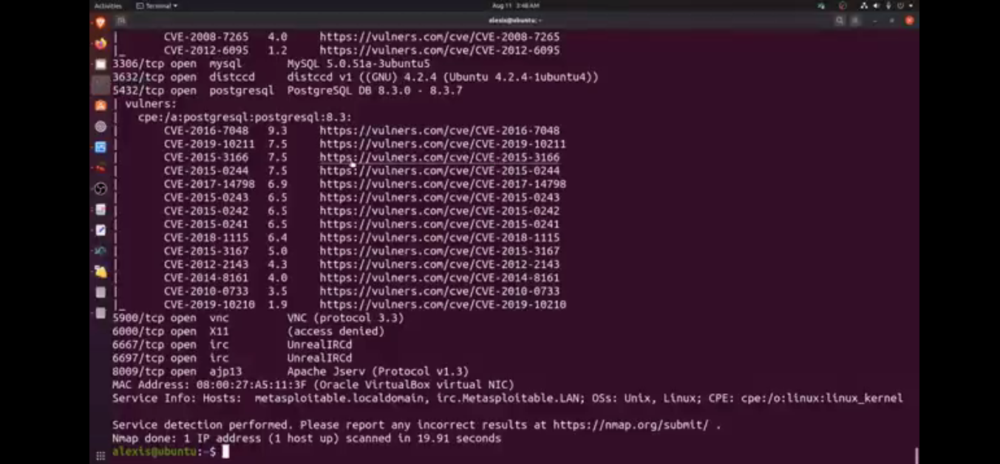 Activities Terminal Aug 11 3:48 AM
alexis@ubuntu: ~
| CVE-2008-7265 4.0 https://vulners.com/cve/CVE-2008-7265
|_ CVE-2012-6095 1.2 https://vulners.com/cve/CVE-2012-6095
3306/tcp open mysql MySQL 5.0.51a-3ubuntu5
3632/tcp open distccd distccd v1 ((GNU) 4.2.4 (Ubuntu 4.2.4-1ubuntu4))
5432/tcp open postgresql PostgreSQL DB 8.3.0 - 8.3.7
| vulners:
| cpe:/a:postgresql:postgresql:8.3:
| CVE-2016-7048 9.3 https://vulners.com/cve/CVE-2016-7048
| CVE-2019-10211 7.5 https://vulners.com/cve/CVE-2019-10211
| CVE-2015-3166 7.5 https://vulners.com/cve/CVE-2015-3166
| CVE-2015-0244 7.5 https://vulners.com/cve/CVE-2015-0244
| CVE-2017-14798 6.9 https://vulners.com/cve/CVE-2017-14798
| CVE-2015-0243 6.5 https://vulners.com/cve/CVE-2015-0243
| CVE-2015-0242 6.5 https://vulners.com/cve/CVE-2015-0242
| CVE-2015-0241 6.5 https://vulners.com/cve/CVE-2015-0241
| CVE-2018-1115 6.4 https://vulners.com/cve/CVE-2018-1115
| CVE-2015-3167 5.0 https://vulners.com/cve/CVE-2015-3167
| CVE-2012-2143 4.3 https://vulners.com/cve/CVE-2012-2143
| CVE-2014-8161 4.0 https://vulners.com/cve/CVE-2014-8161
| CVE-2010-0733 3.5 https://vulners.com/cve/CVE-2010-0733
|_ CVE-2019-10210 1.9 https://vulners.com/cve/CVE-2019-10210
5900/tcp open vnc VNC (protocol 3.3)
6000/tcp open X11 (access denied)
6667/tcp open irc UnrealIRCd
6697/tcp open irc UnrealIRCd
8009/tcp open ajp13 Apache Jserv (Protocol v1.3)
MAC Address: 08:00:27:A5:11:3F (Oracle VirtualBox virtual NIC)
Service Info: Hosts: metasploitable.localdomain, irc.Metasploitable.LAN; OSs: Unix, Linux; CPE: cpe:/o:linux:linux_kernel
Service detection performed. Please report any incorrect results at https://nmap.org/submit/ .
Nmap done: 1 IP address (1 host up) scanned in 19.91 seconds
alexis@ubuntu:~$